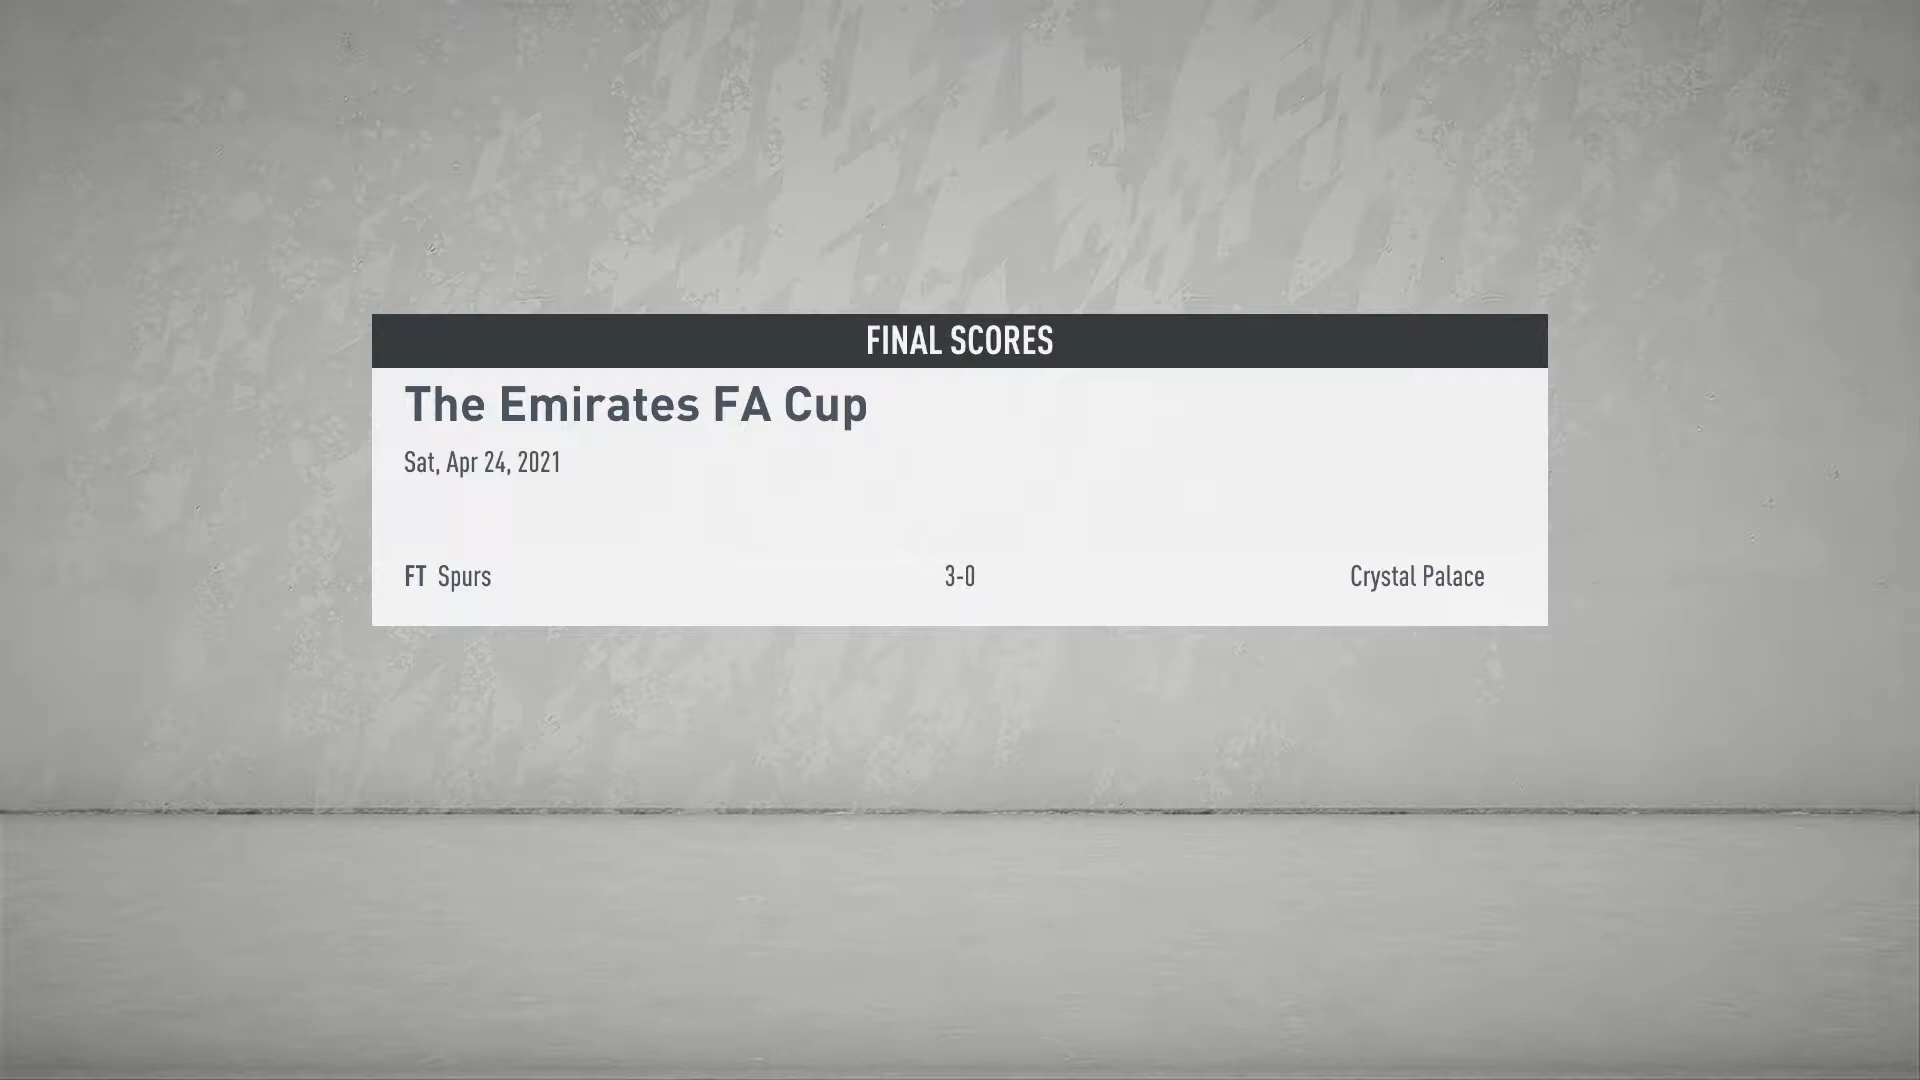 FINAL SCORES
The Emirates FA Cup
Sat, Apr 24, 2021
FT Spurs 3-0 Crystal Palace